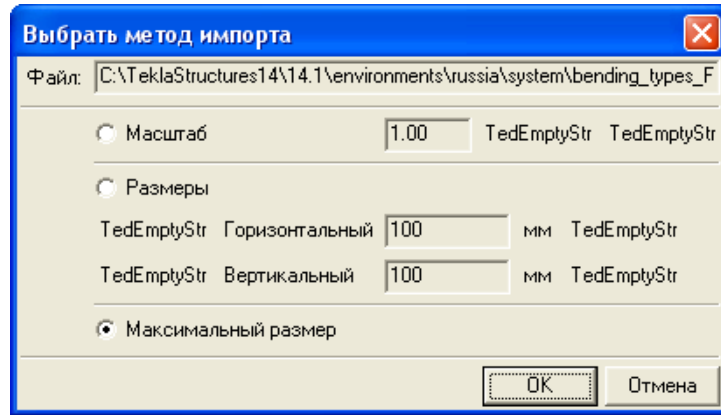 Выбрать метод импорта
Файл: C:\TeklaStructures14\14.1\environments\russia\system\bending_types_F
Масштаб 1.00 TedEmptyStr TedEmptyStr
Размеры
TedEmptyStr Горизонтальный 100 мм TedEmptyStr
TedEmptyStr Вертикальный 100 мм TedEmptyStr
Максимальный размер
OK Отмена